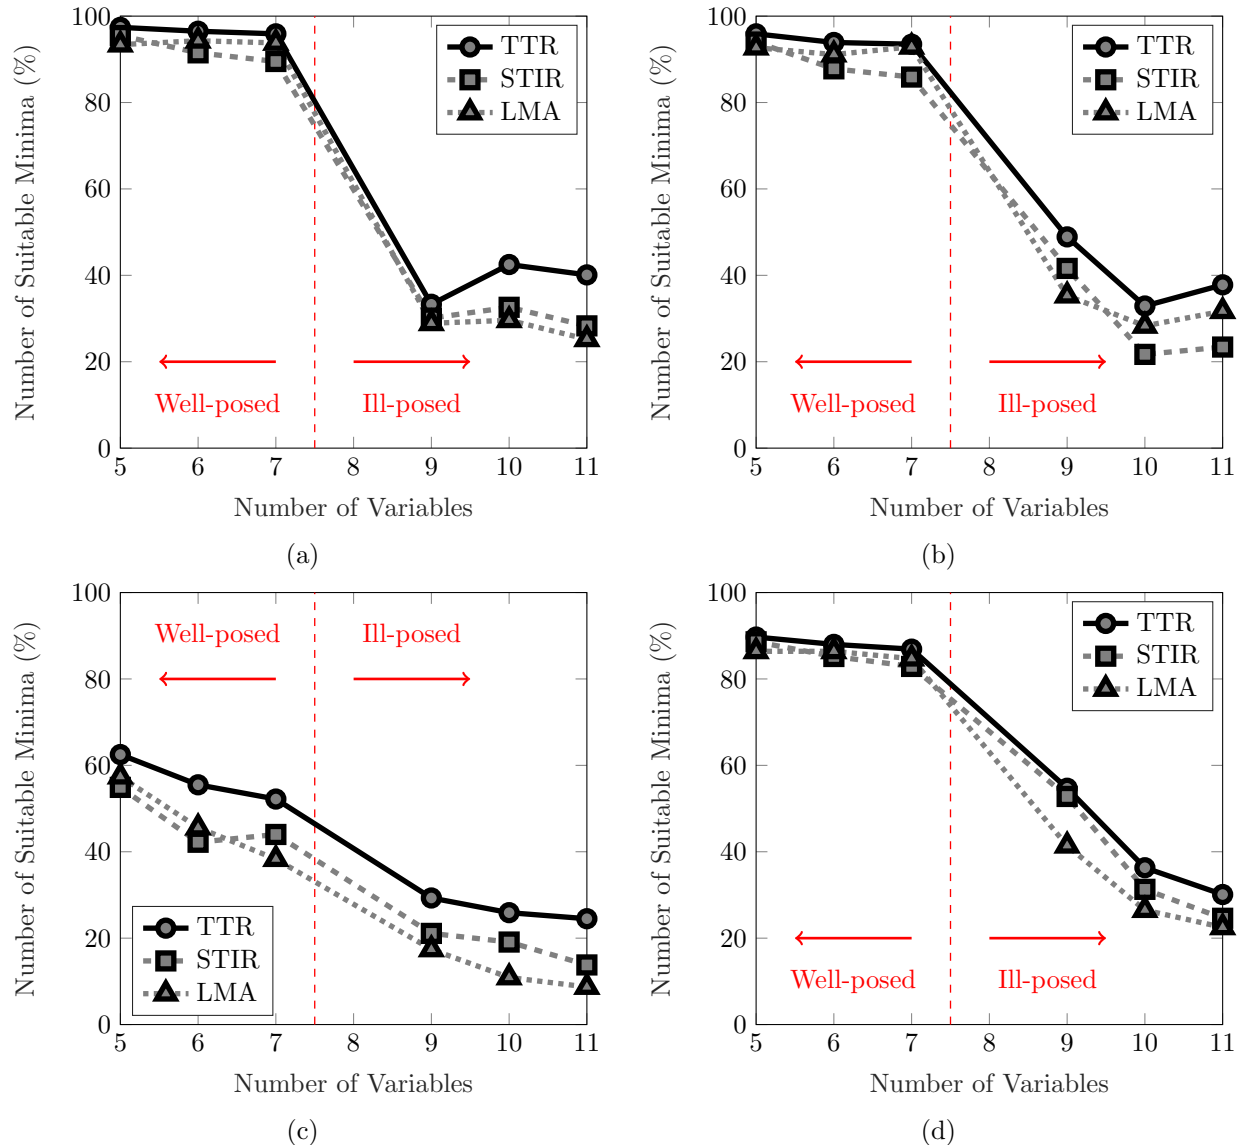 Number of Suitable Minima (%)
100
80
60
40
20
0
TTR
STIR
LMA
Well-posed
Ill-posed
5 6 7 8 9 10 11
Number of Variables
(a)
Number of Suitable Minima (%)
100
80
60
40
20
0
TTR
STIR
LMA
Well-posed
Ill-posed
5 6 7 8 9 10 11
Number of Variables
(b)
Number of Suitable Minima (%)
100
80
60
40
20
0
Well-posed
Ill-posed
TTR
STIR
LMA
5 6 7 8 9 10 11
Number of Variables
(c)
Number of Suitable Minima (%)
100
80
60
40
20
0
TTR
STIR
LMA
Well-posed
Ill-posed
5 6 7 8 9 10 11
Number of Variables
(d)